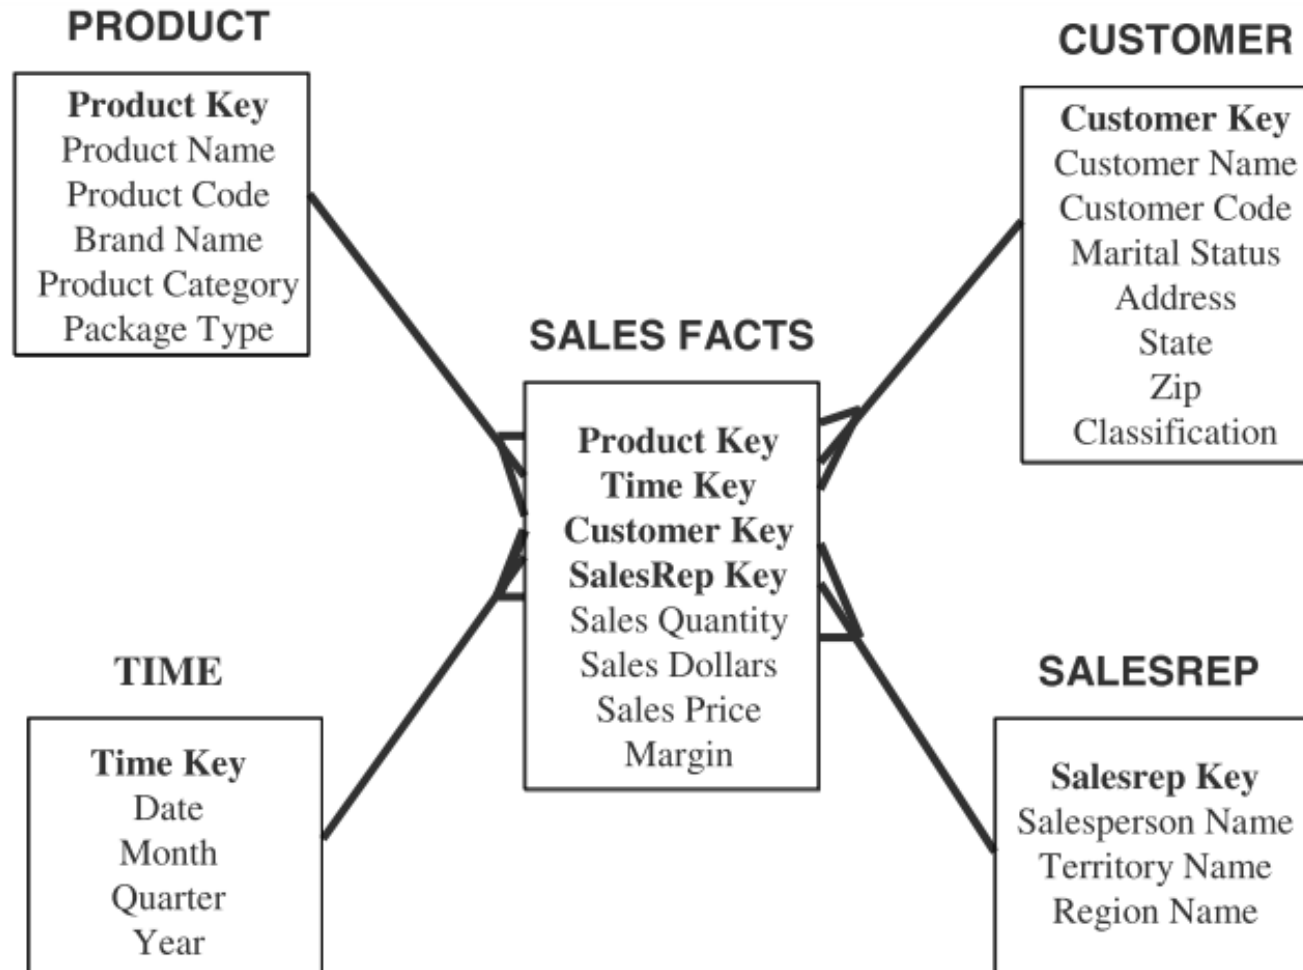 PRODUCT
Product Key
Product Name
Product Code
Brand Name
Product Category
Package Type
CUSTOMER
Customer Key
Customer Name
Customer Code
Marital Status
Address
State
Zip
Classification
SALES FACTS
Product Key
Time Key
Customer Key
SalesRep Key
Sales Quantity
Sales Dollars
Sales Price
Margin
TIME
Time Key
Date
Month
Quarter
Year
SALESREP
Salesrep Key
Salesperson Name
Territory Name
Region Name